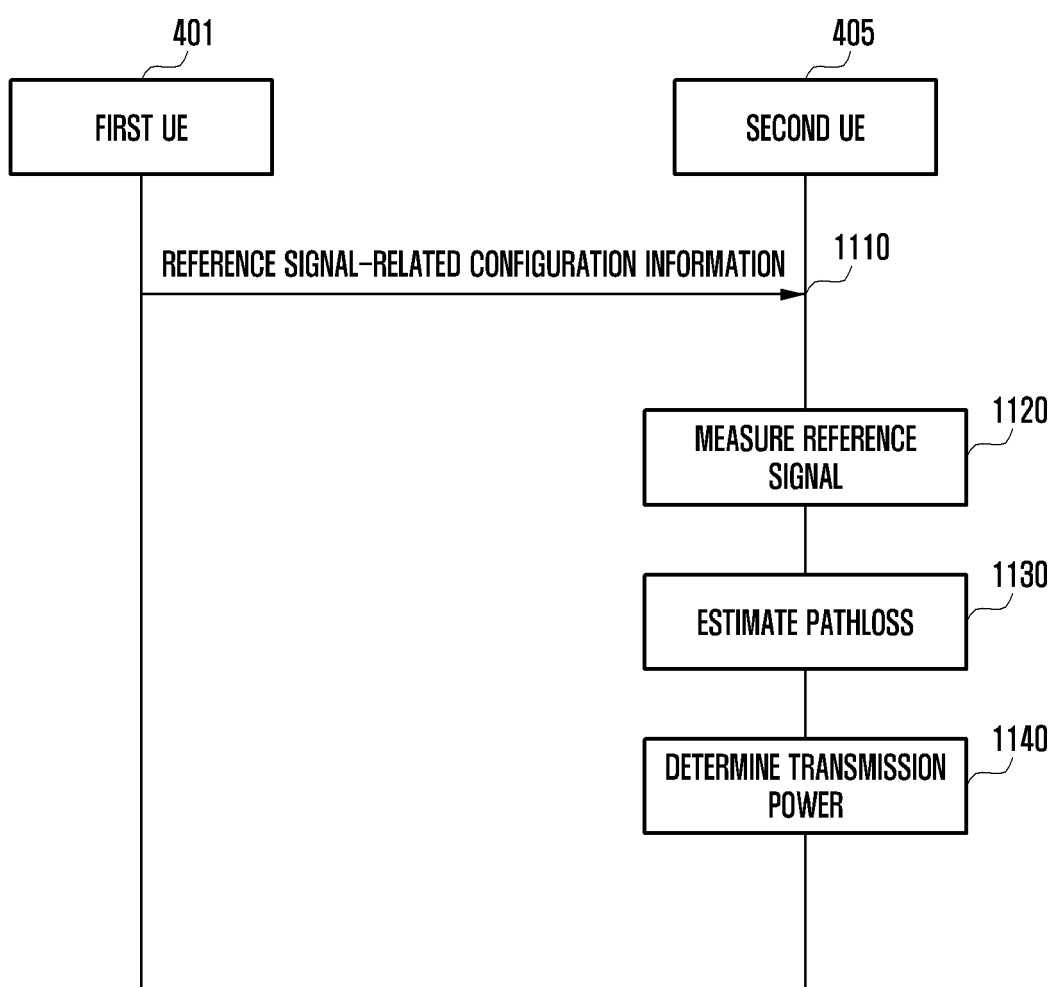 401
405
FIRST UE
SECOND UE
REFERENCE SIGNAL-RELATED CONFIGURATION INFORMATION
1110
1120
MEASURE REFERENCE
SIGNAL
1130
ESTIMATE PATHLOSS
1140
DETERMINE TRANSMISSION
POWER